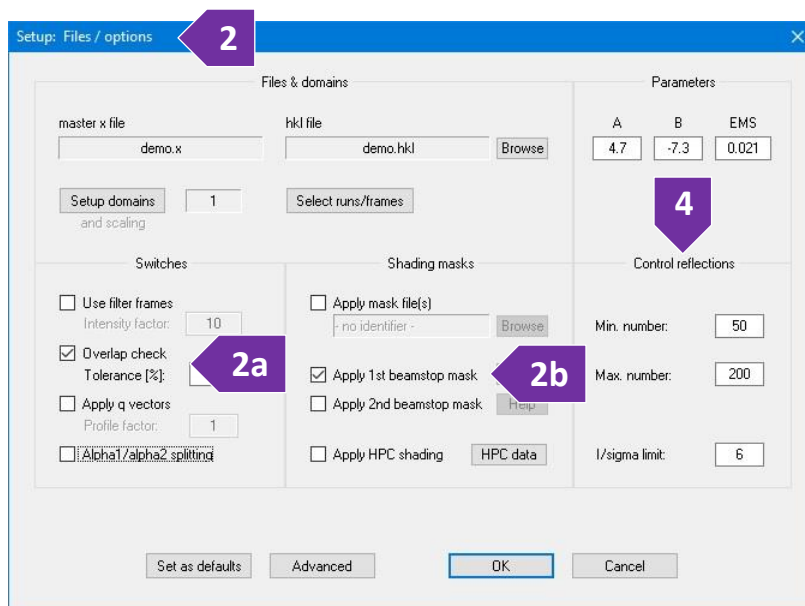 Setup: Files / options
2
Files & domains
master x file
hkl file
demo.x
demo.hkl
Browse
Setup domains
1
Select runs/frames
and scaling
Parameters
A B EMS
4.7 -7.3 0.021
4
Switches
Use filter frames
Intensity factor: 10
Overlap check
Tolerance [%]:
2a
Apply q vectors
Profile factor: 1
Alpha1/alpha2 splitting
Shading masks
Apply mask file(s)
- no identifier - Browse
Apply 1st beamstop mask
2b
Apply 2nd beamstop mask Help
Apply HPC shading HPC data
Control reflections
Min. number: 50
Max. number: 200
I/sigma limit: 6
Set as defaults Advanced OK Cancel